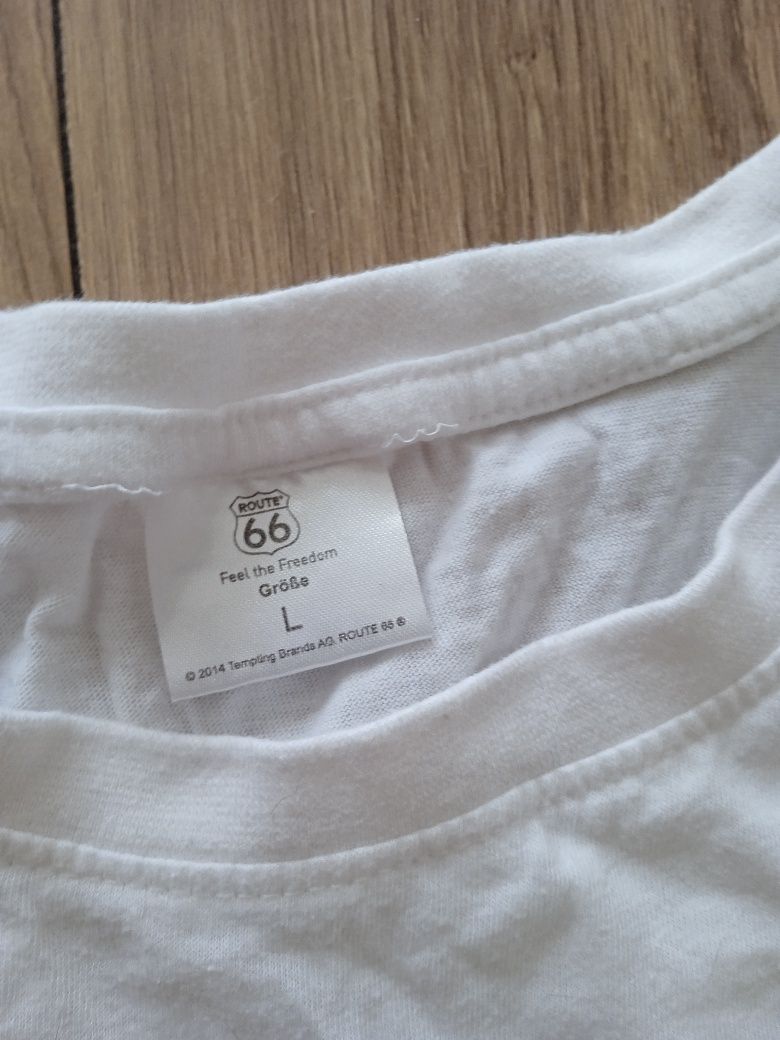 ROUTE®
66
Feel the Freedom
Größe
L
© 2014 Tempting Brands AG. ROUTE 66 ®